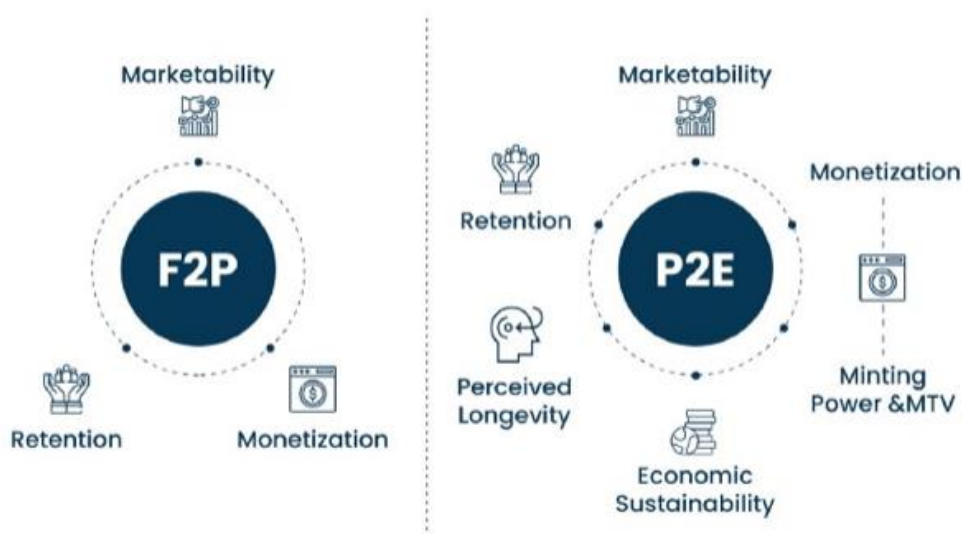 Marketability
F2P
Retention
Monetization
Marketability
Retention
Monetization
P2E
Perceived
Longevity
Minting
Power &MTV
Economic
Sustainability